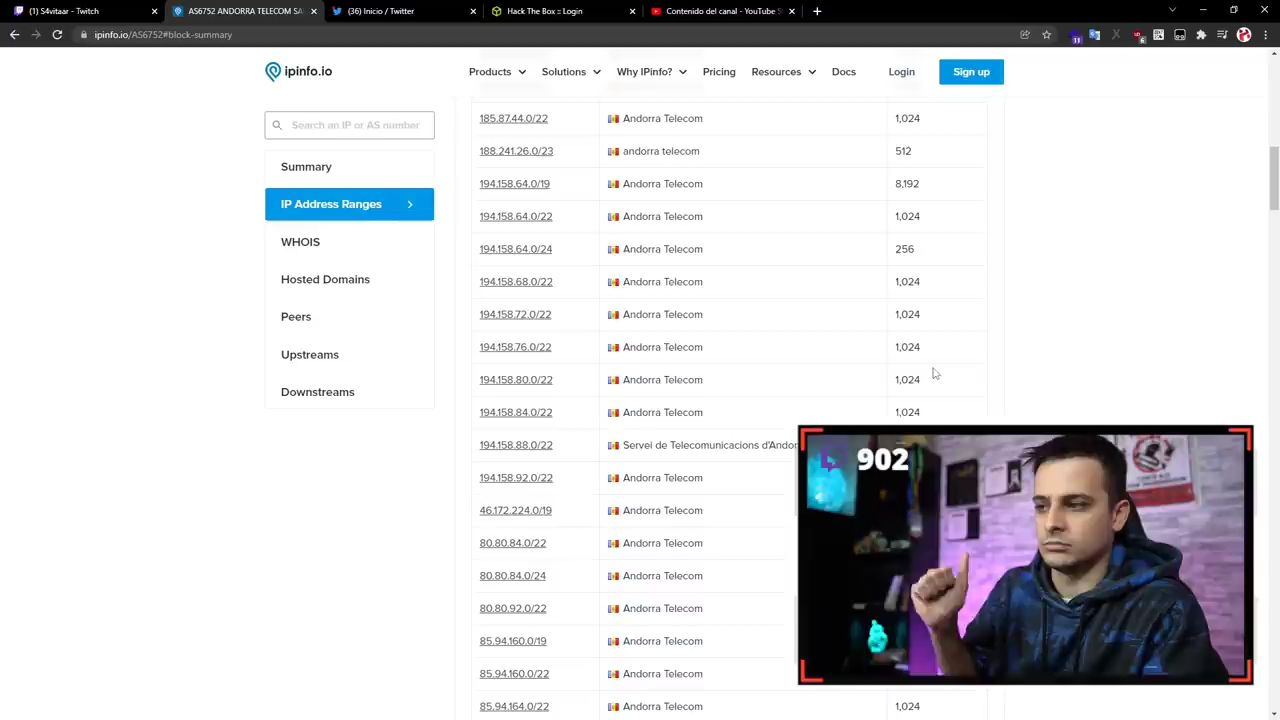 (1) S4vitaar - Twitch
AS6752 ANDORRA TELECOM SA
(36) Inicio / Twitter
Hack The Box :: Login
Contenido del canal - YouTube S
ipinfo.io/AS6752#block-summary
ipinfo.io
Products
Solutions
Why IPinfo?
Pricing
Resources
Docs
Login
Sign up
Search an IP or AS number
Summary
IP Address Ranges
WHOIS
Hosted Domains
Peers
Upstreams
Downstreams
185.87.44.0/22 Andorra Telecom 1,024
188.241.26.0/23 andorra telecom 512
194.158.64.0/19 Andorra Telecom 8,192
194.158.64.0/22 Andorra Telecom 1,024
194.158.64.0/24 Andorra Telecom 256
194.158.68.0/22 Andorra Telecom 1,024
194.158.72.0/22 Andorra Telecom 1,024
194.158.76.0/22 Andorra Telecom 1,024
194.158.80.0/22 Andorra Telecom 1,024
194.158.84.0/22 Andorra Telecom 1,024
194.158.88.0/22 Servei de Telecomunicacions d'Andor
194.158.92.0/22 Andorra Telecom
46.172.224.0/19 Andorra Telecom
80.80.84.0/22 Andorra Telecom
80.80.84.0/24 Andorra Telecom
80.80.92.0/22 Andorra Telecom
85.94.160.0/19 Andorra Telecom
85.94.160.0/22 Andorra Telecom
85.94.164.0/22 Andorra Telecom 1,024
902